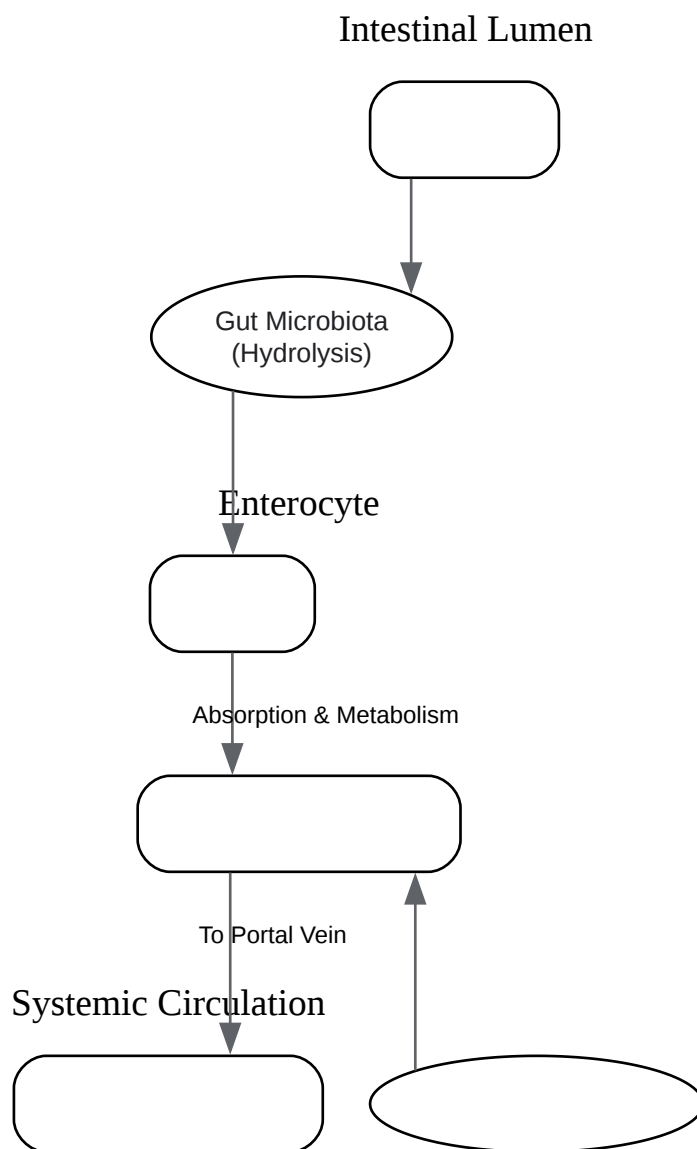 Intestinal Lumen
Gut Microbiota
(Hydrolysis)
Enterocyte
Absorption & Metabolism
To Portal Vein
Systemic Circulation